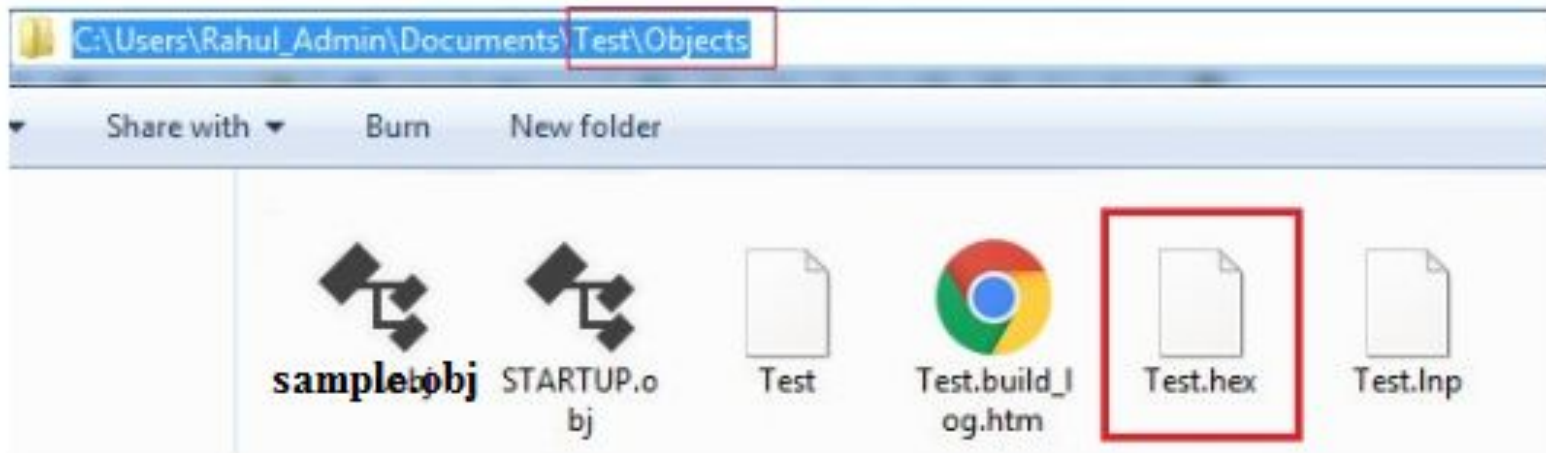 C:\Users\Rahul_Admin\Documents\Test\Objects
Share with Burn New folder
sample.obj STARTUP.o Test Test.build_l Test.hex Test.lnp
bj og.htm